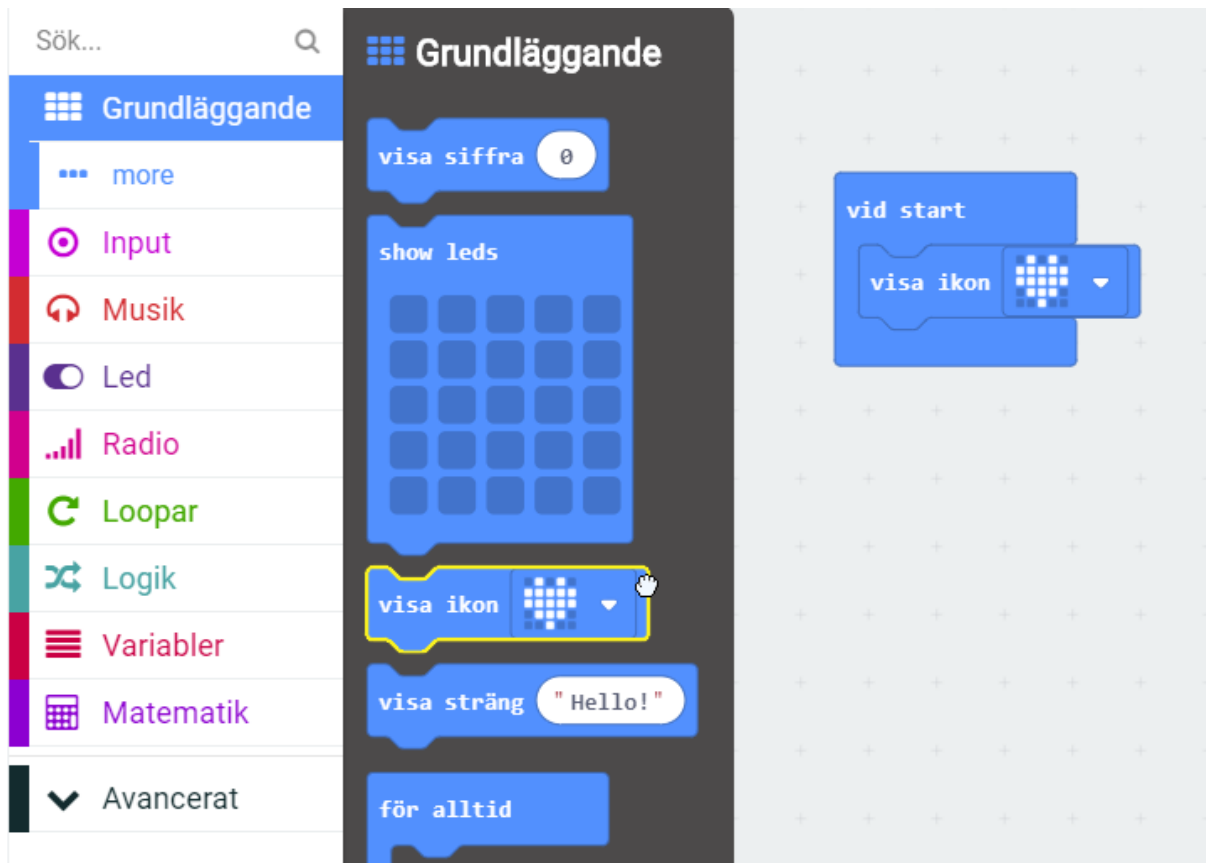 Sök...
Grundläggande
more
Input
Musik
Led
Radio
Loopar
Logik
Variabler
Matematik
Avancerat
Grundläggande
visa siffra 0
show leds
visa ikon
visa sträng "Hello!"
för alltid
vid start
visa ikon